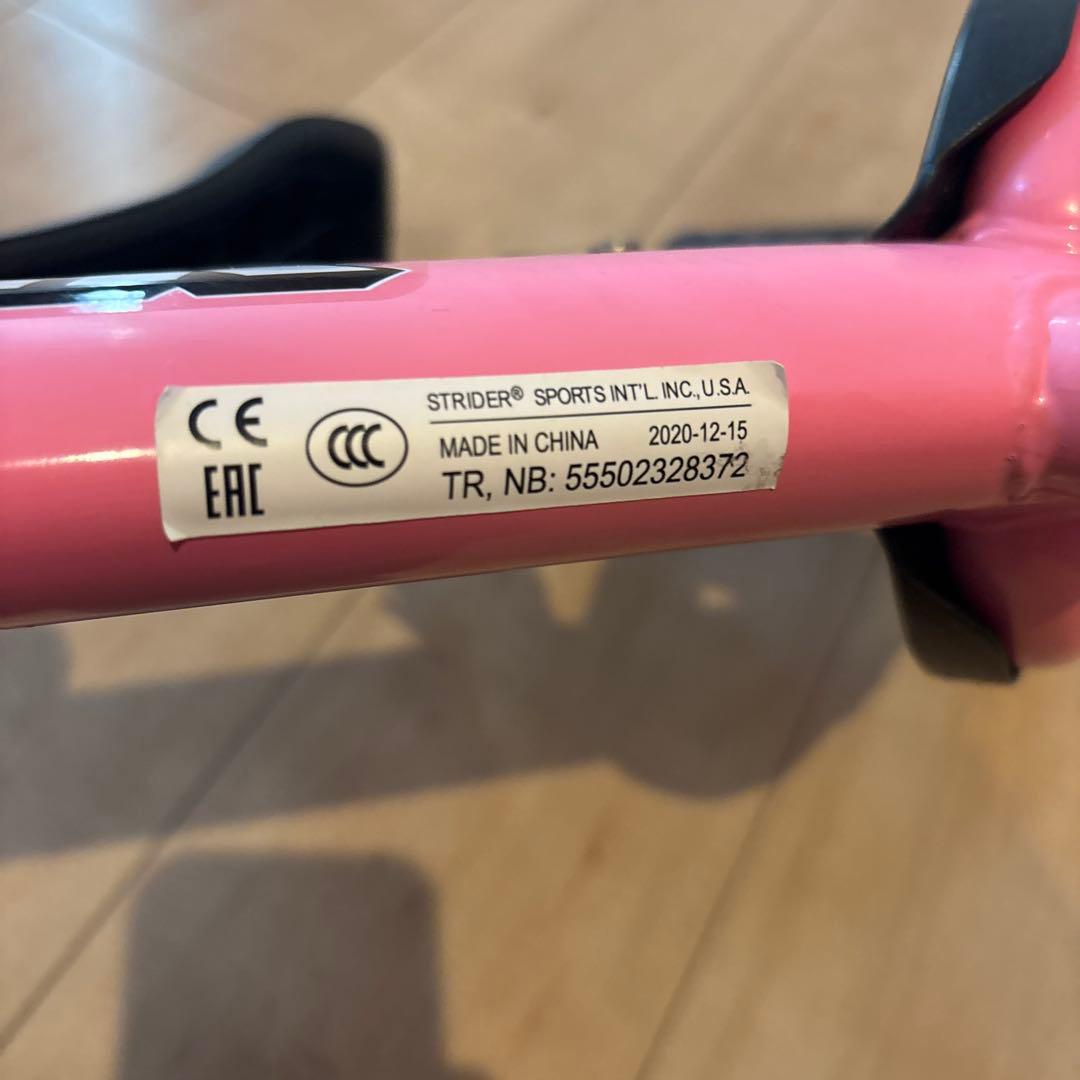 CE
EAC
CCC
STRIDER® SPORTS INT'L. INC., U.S.A.
MADE IN CHINA 2020-12-15
TR, NB: 55502328372